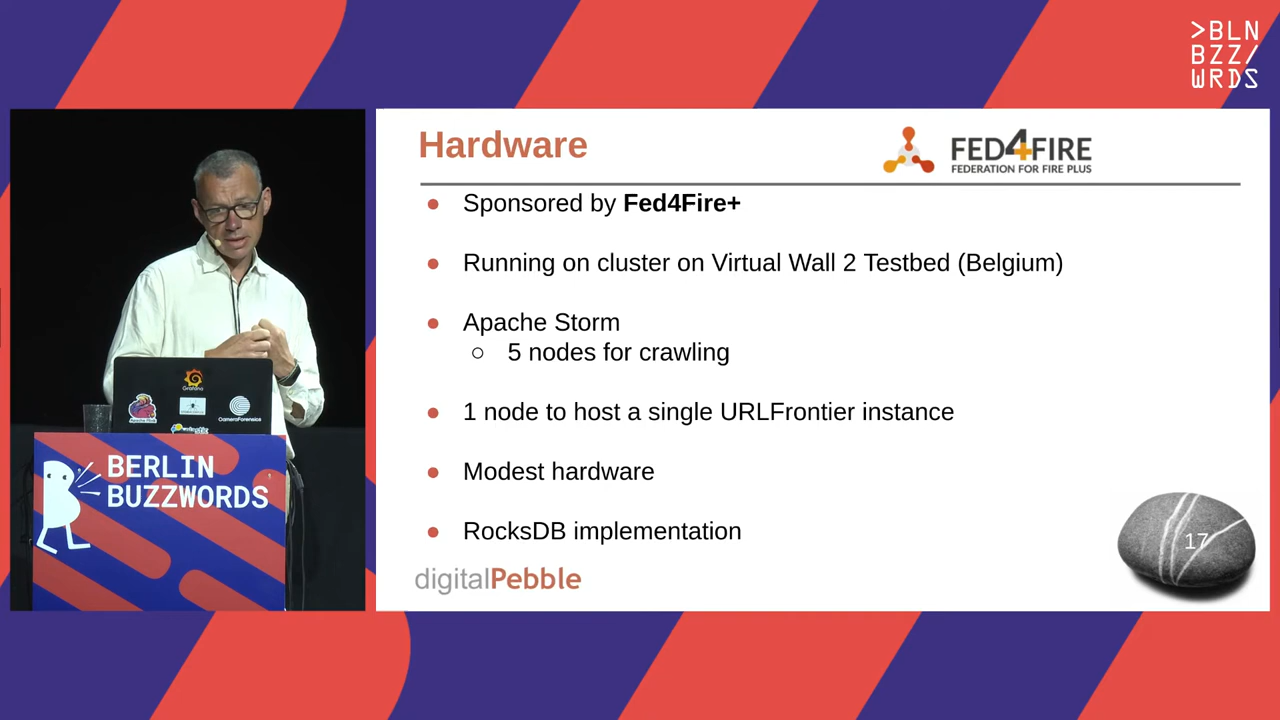 >BLN
BZZ/
WRDS
Hardware
FED4FIRE
FEDERATION FOR FIRE PLUS
Sponsored by Fed4Fire+
Running on cluster on Virtual Wall 2 Testbed (Belgium)
Apache Storm
5 nodes for crawling
1 node to host a single URLFrontier instance
Modest hardware
RocksDB implementation
17
digitalPebble
Grafana
CameraForensics
BERLIN
BUZZWORDS